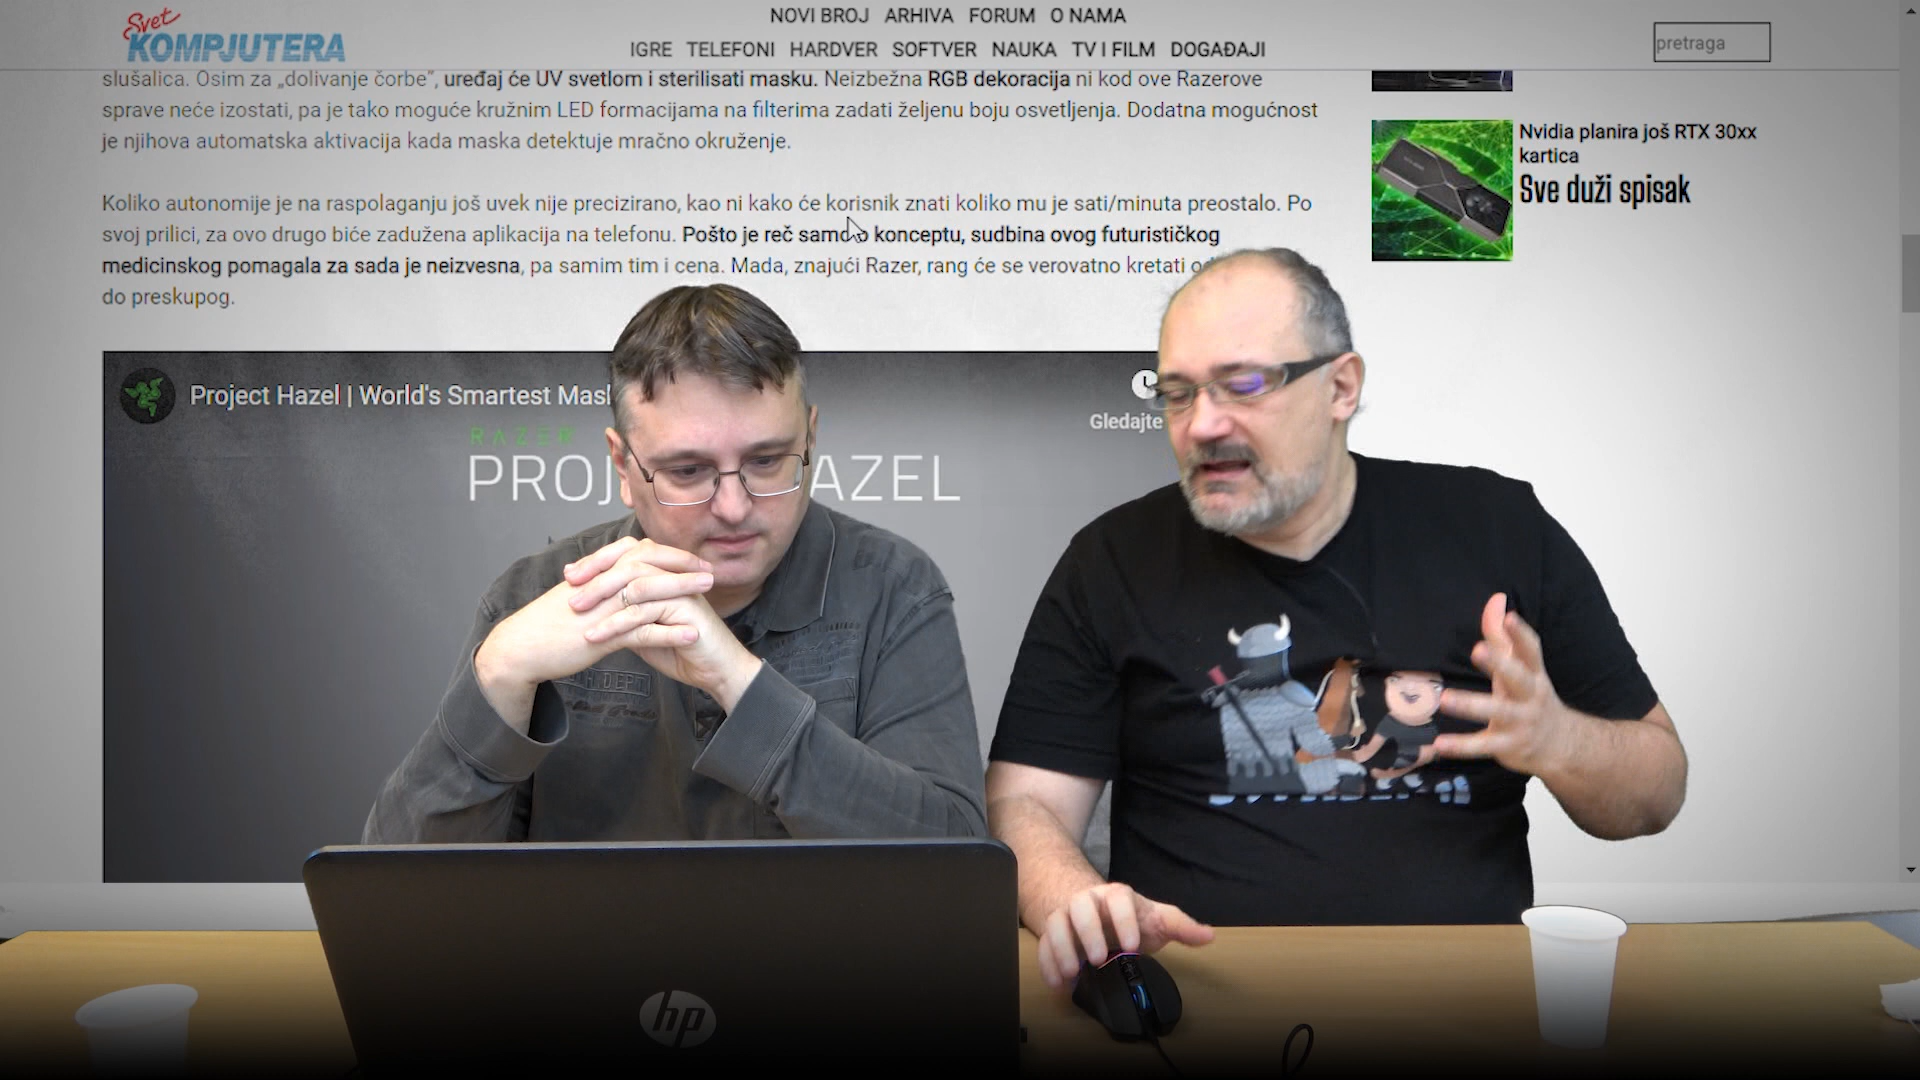 Svet
KOMPJUTERA
NOVI BROJ ARHIVA FORUM O NAMA
IGRE TELEFONI HARDVER SOFTVER NAUKA TV I FILM DOGAĐAJI
pretraga
slušalica. Osim za „dolivanje čorbe”, uređaj će UV svetlom i sterilisati masku. Neizbežna RGB dekoracija ni kod ove Razerove
sprave neće izostati, pa je tako moguće kružnim LED formacijama na filterima zadati željenu boju osvetljenja. Dodatna mogućnost
je njihova automatska aktivacija kada maska detektuje mračno okruženje.
Koliko autonomije je na raspolaganju još uvek nije precizirano, kao ni kako će korisnik znati koliko mu je sati/minuta preostalo. Po
svoj prilici, za ovo drugo biće zadužena aplikacija na telefonu. Pošto je reč samo o konceptu, sudbina ovog futurističkog
medicinskog pomagala za sada je neizvesna, pa samim tim i cena. Mada, znajući Razer, rang će se verovatno kretati
do preskupog.
Nvidia planira još RTX 30xx
kartica
Sve duži spisak
Project Hazel | World's Smartest
Gledajte
RAZER
PROJ AZEL
hp